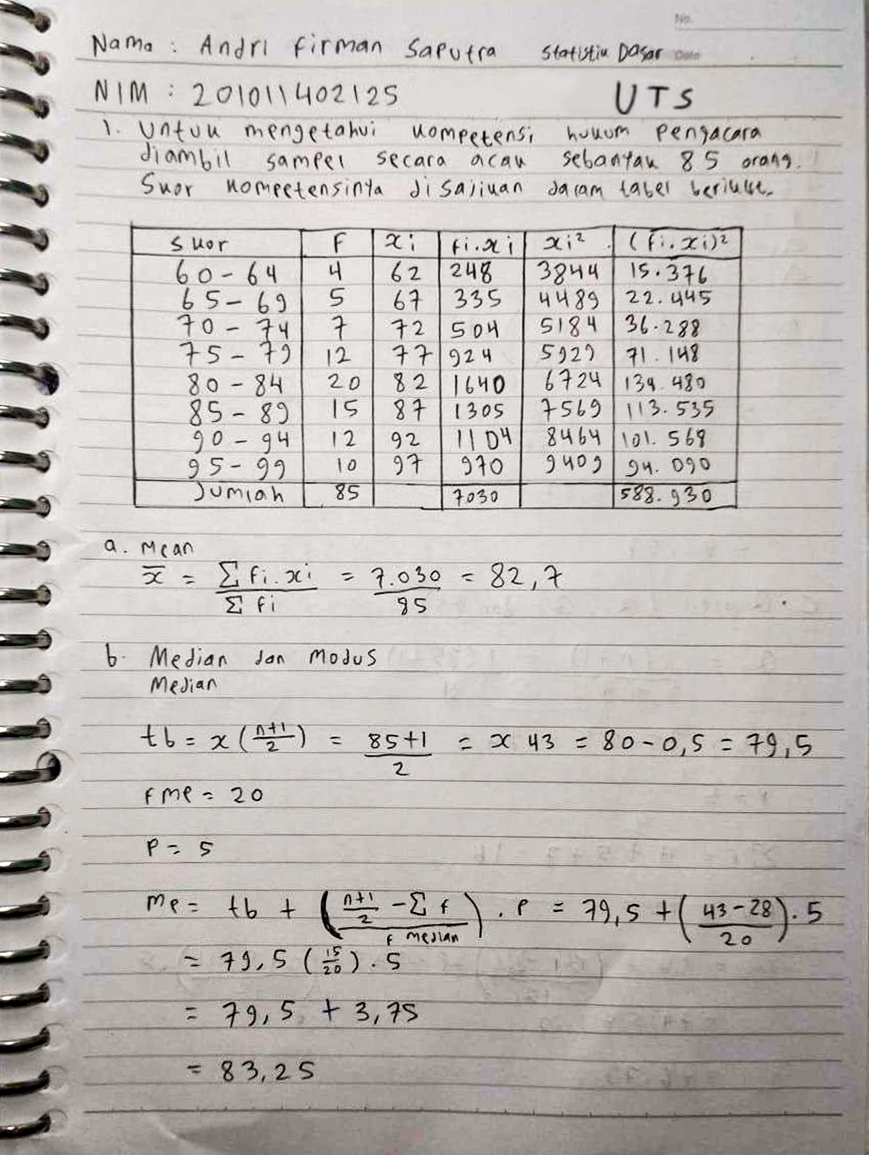 No.
Nama : Andri Firman Saputra Statistik Dasar Date
NIM : 201011402125 UTS
1. Untuk mengetahui kompetensi hukum pengacara
diambil sampel secara acak sebanyak 85 orang.
Skor kompetensinya disajikan dalam tabel berikut.
Skor F xi fi.xi xi² (fi.xi)²
60-64 4 62 248 3844 15.376
65-69 5 67 335 4489 22.445
70-74 7 72 504 5184 36.288
75-79 12 77 924 5929 71.148
80-84 20 82 1640 6724 134.480
85-89 15 87 1305 7569 113.535
90-94 12 92 1104 8464 101.568
95-99 10 97 970 9409 94.090
Jumlah 85 7030 588.930
a. Mean
x̄ = Σ fi.xi / Σ fi = 7.030 / 85 = 82,7
b. Median dan Modus
Median
tb = x (n+1/2) = 85+1 / 2 = x 43 = 80-0,5 = 79,5
F me = 20
P = 5
Me = tb + (n+1/2 - Σ f / f median) . P = 79,5 + (43-28 / 20) . 5
= 79,5 (15/20) . 5
= 79,5 + 3,75
= 83,25